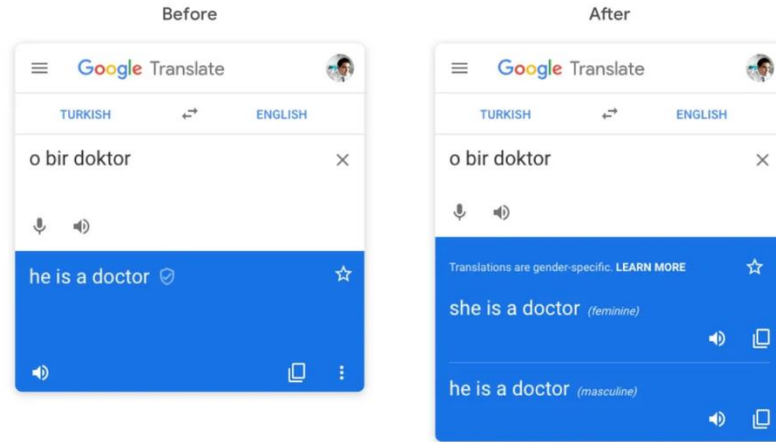 Before
Google Translate
TURKISH ENGLISH
o bir doktor
he is a doctor
After
Google Translate
TURKISH ENGLISH
o bir doktor
Translations are gender-specific. LEARN MORE
she is a doctor (feminine)
he is a doctor (masculine)